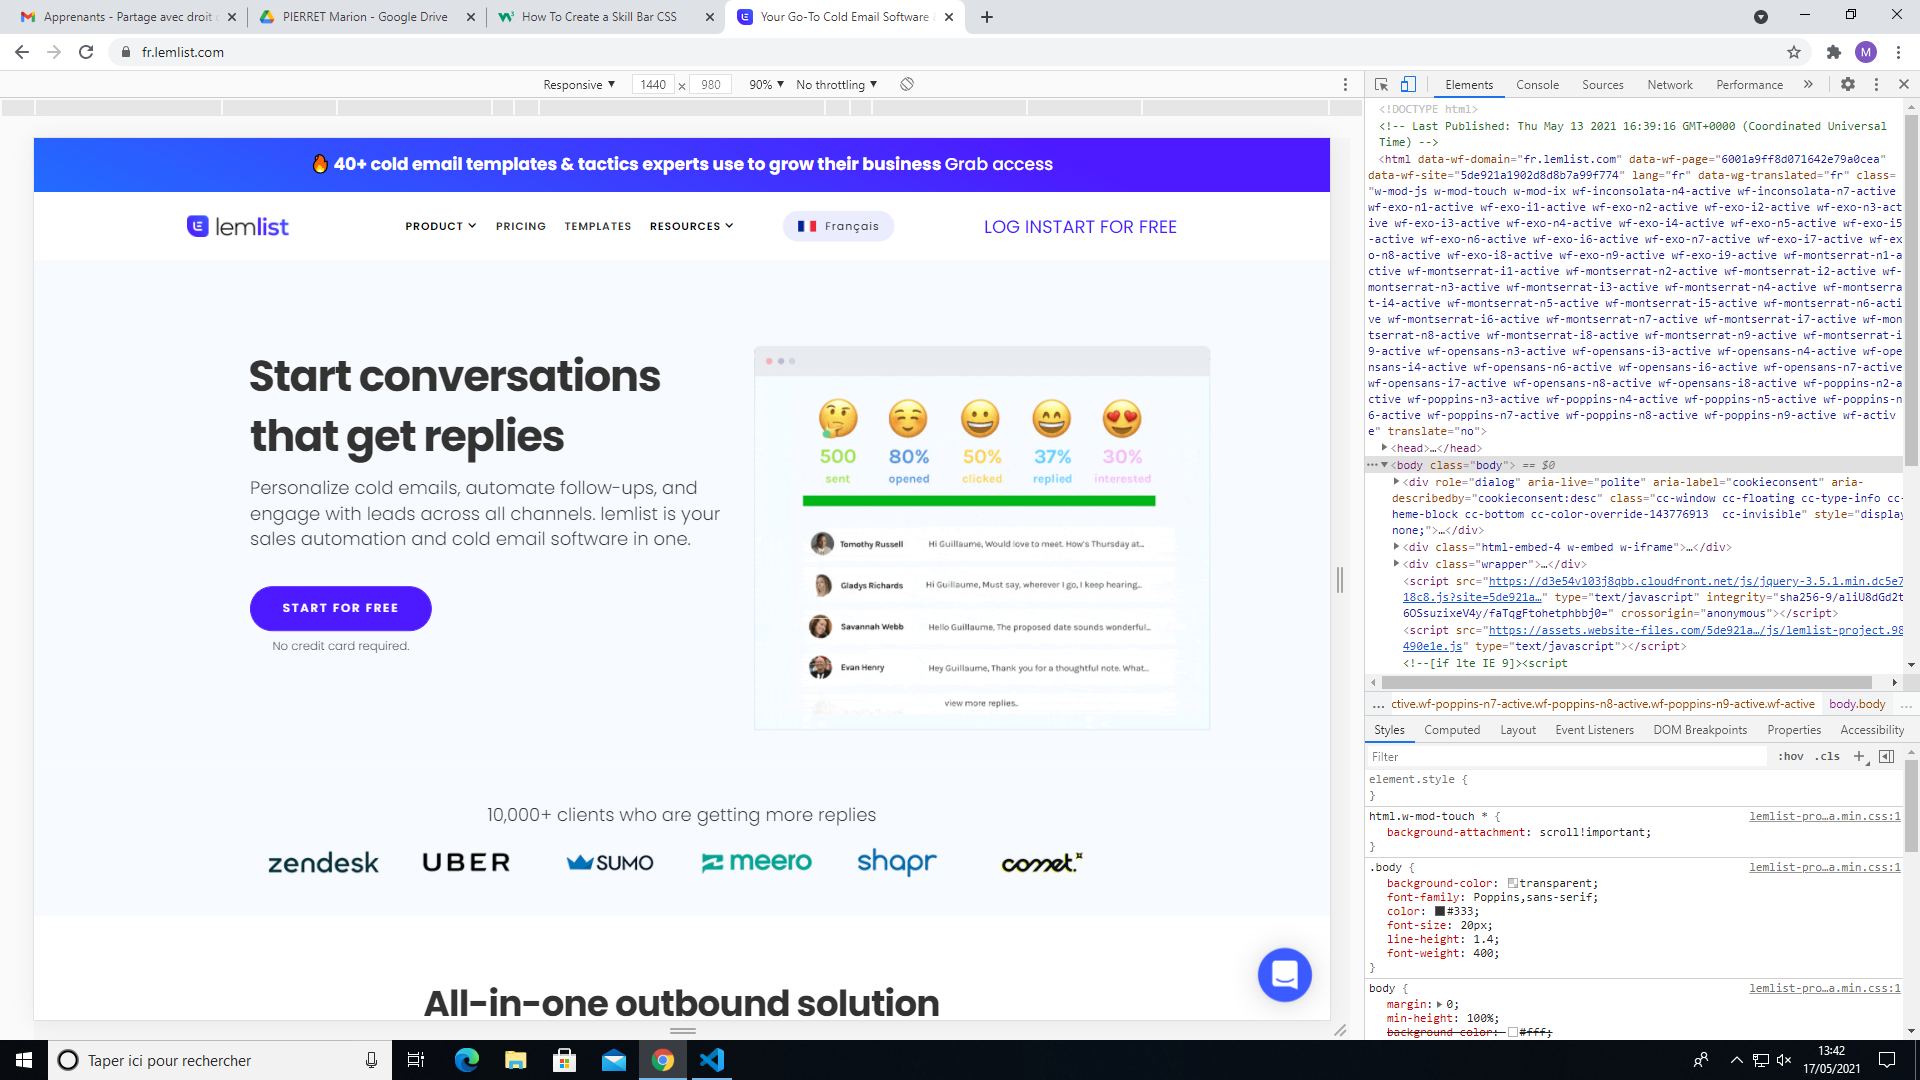 Apprenants - Partage avec droit d
PIERRET Marion - Google Drive
How To Create a Skill Bar CSS
Your Go-To Cold Email Software
fr.lemlist.com
M
Responsive ▼ 1440 × 980 90% ▼ No throttling ▼
Elements Console Sources Network Performance »
🔥 40+ cold email templates & tactics experts use to grow their business Grab access
lemlist
PRODUCT PRICING TEMPLATES RESOURCES
Français
LOG INSTART FOR FREE
Start conversations
that get replies
Personalize cold emails, automate follow-ups, and
engage with leads across all channels. lemlist is your
sales automation and cold email software in one.
START FOR FREE
No credit card required.
500 80% 50% 37% 30%
sent opened clicked replied interested
Tomothy Russell Hi Guillaume, Would love to meet. How's Thursday at...
Gladys Richards Hi Guillaume, Must say, wherever I go, I keep hearing...
Savannah Webb Hello Guillaume, The proposed date sounds wonderful...
Evan Henry Hey Guillaume, Thank you for a thoughtful note. What...
view more replies..
10,000+ clients who are getting more replies
zendesk UBER SUMO meero shapr comet
All-in-one outbound solution
<!DOCTYPE html>
<!-- Last Published: Thu May 13 2021 16:39:16 GMT+0000 (Coordinated Universal
Time) -->
<html data-wf-domain="fr.lemlist.com" data-wf-page="6001a9ff8d071642e79a0cea"
data-wf-site="5de921a1902d8d8b7a99f774" lang="fr" data-wg-translated="fr" class=
"w-mod-js w-mod-touch w-mod-ix wf-inconsolata-n4-active wf-inconsolata-n7-active
wf-exo-n1-active wf-exo-i1-active wf-exo-n2-active wf-exo-i2-active wf-exo-n3-act
ive wf-exo-i3-active wf-exo-n4-active wf-exo-i4-active wf-exo-n5-active wf-exo-i5
-active wf-exo-n6-active wf-exo-i6-active wf-exo-n7-active wf-exo-i7-active wf-ex
o-n8-active wf-exo-i8-active wf-exo-n9-active wf-exo-i9-active wf-montserrat-n1-a
ctive wf-montserrat-i1-active wf-montserrat-n2-active wf-montserrat-i2-active wf-
montserrat-n3-active wf-montserrat-i3-active wf-montserrat-n4-active wf-montserra
t-i4-active wf-montserrat-n5-active wf-montserrat-i5-active wf-montserrat-n6-acti
ve wf-montserrat-i6-active wf-montserrat-n7-active wf-montserrat-i7-active wf-mon
tserrat-n8-active wf-montserrat-i8-active wf-montserrat-n9-active wf-montserrat-i
9-active wf-opensans-n3-active wf-opensans-i3-active wf-opensans-n4-active wf-ope
nsans-i4-active wf-opensans-n6-active wf-opensans-i6-active wf-opensans-n7-active
wf-opensans-i7-active wf-opensans-n8-active wf-opensans-i8-active wf-poppins-n2-a
ctive wf-poppins-n3-active wf-poppins-n4-active wf-poppins-n5-active wf-poppins-n
6-active wf-poppins-n7-active wf-poppins-n8-active wf-poppins-n9-active wf-activ
e" translate="no">
<head>…</head>
<body class="body"> == $0
<div role="dialog" aria-live="polite" aria-label="cookieconsent" aria-
describedby="cookieconsent:desc" class="cc-window cc-floating cc-type-info cc-
heme-block cc-bottom cc-color-override-143776913 cc-invisible" style="display
none;">…</div>
<div class="html-embed-4 w-embed w-iframe">…</div>
<div class="wrapper">…</div>
<script src="https://d3e54v103j8qbb.cloudfront.net/js/jquery-3.5.1.min.dc5e7
18c8.js?site=5de921a…" type="text/javascript" integrity="sha256-9/aliU8dGd2t
6OSsuzixeV4y/faTqgFtohetphbbj0=" crossorigin="anonymous"></script>
<script src="https://assets.website-files.com/5de921a…/js/lemlist-project.98
490e1e.js" type="text/javascript"></script>
<!--[if lte IE 9]><script
... ctive.wf-poppins-n7-active.wf-poppins-n8-active.wf-poppins-n9-active.wf-active body.body ...
Styles Computed Layout Event Listeners DOM Breakpoints Properties Accessibility
Filter :hov .cls +
element.style {
}
html.w-mod-touch * { lemlist-pro…a.min.css:1
background-attachment: scroll!important;
}
.body { lemlist-pro…a.min.css:1
background-color: transparent;
font-family: Poppins,sans-serif;
color: #333;
font-size: 20px;
line-height: 1.4;
font-weight: 400;
}
body { lemlist-pro…a.min.css:1
margin: 0;
min-height: 100%;
background-color: #fff;
Taper ici pour rechercher
13:42
17/05/2021